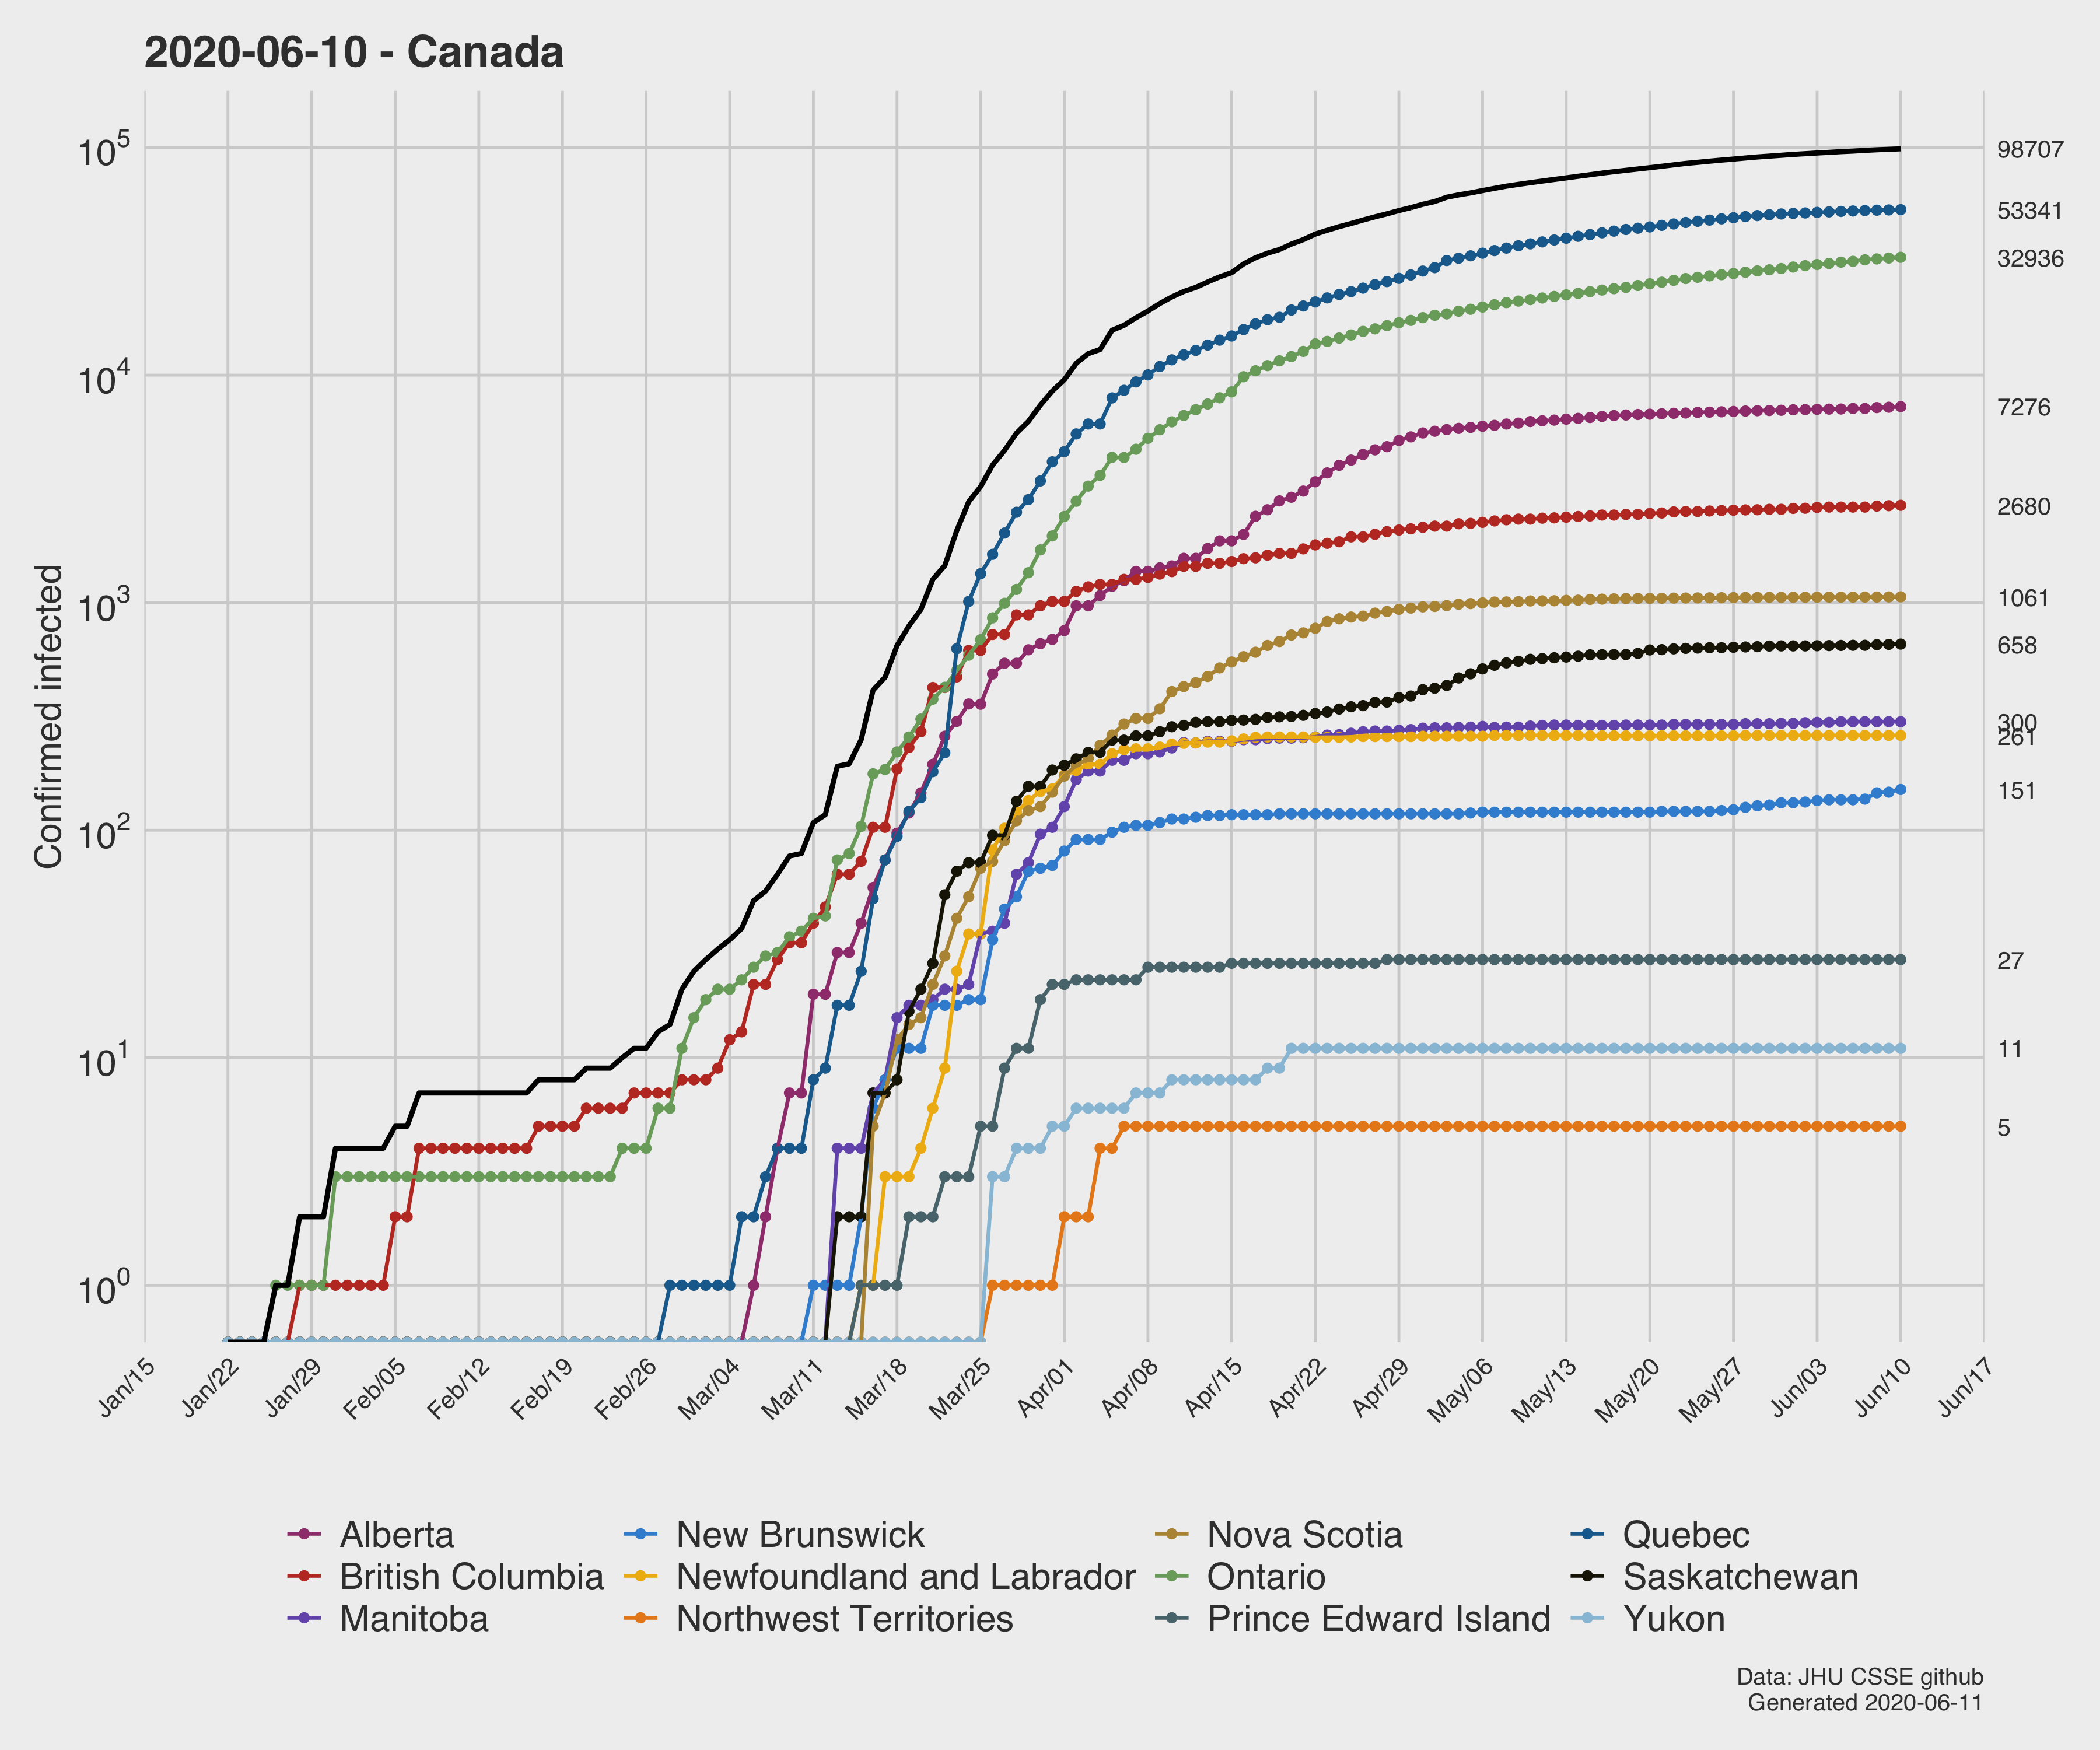 2020-06-10 - Canada
Confirmed infected
10^5
10^4
10^3
10^2
10^1
10^0
98707
53341
32936
7276
2680
1061
658
300
261
151
27
11
5
Jan/15
Jan/22
Jan/29
Feb/05
Feb/12
Feb/19
Feb/26
Mar/04
Mar/11
Mar/18
Mar/25
Apr/01
Apr/08
Apr/15
Apr/22
Apr/29
May/06
May/13
May/20
May/27
Jun/03
Jun/10
Jun/17
Alberta
New Brunswick
Nova Scotia
Quebec
British Columbia
Newfoundland and Labrador
Ontario
Saskatchewan
Manitoba
Northwest Territories
Prince Edward Island
Yukon
Data: JHU CSSE github
Generated 2020-06-11